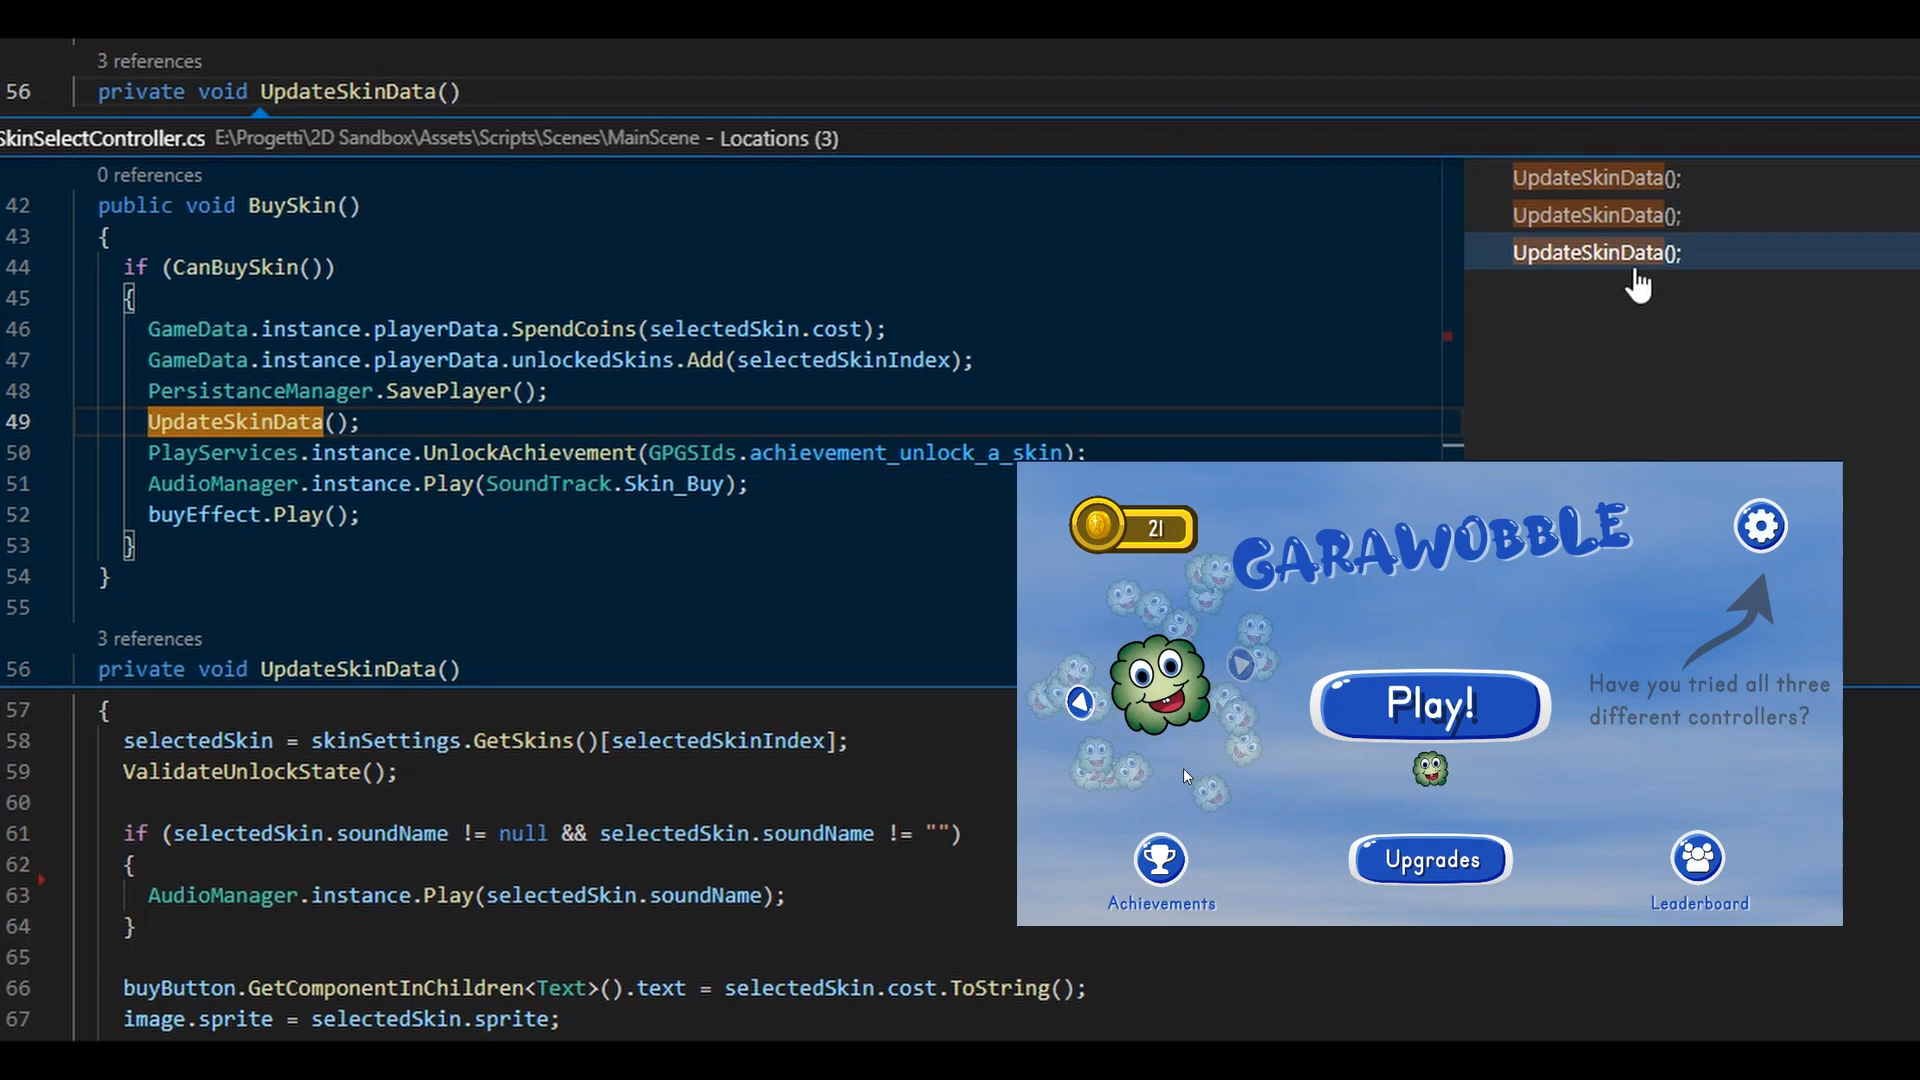 3 references
56 private void UpdateSkinData()
SkinSelectController.cs E:\Progetti\2D Sandbox\Assets\Scripts\Scenes\MainScene - Locations (3)
0 references
42 public void BuySkin()
43 {
44 if (CanBuySkin())
45 {
46 GameData.instance.playerData.SpendCoins(selectedSkin.cost);
47 GameData.instance.playerData.unlockedSkins.Add(selectedSkinIndex);
48 PersistanceManager.SavePlayer();
49 UpdateSkinData();
50 PlayServices.instance.UnlockAchievement(GPGSIds.achievement_unlock_a_skin);
51 AudioManager.instance.Play(SoundTrack.Skin_Buy);
52 buyEffect.Play();
53 }
54 }
55
3 references
56 private void UpdateSkinData()
57 {
58 selectedSkin = skinSettings.GetSkins()[selectedSkinIndex];
59 ValidateUnlockState();
60
61 if (selectedSkin.soundName != null && selectedSkin.soundName != "")
62 {
63 AudioManager.instance.Play(selectedSkin.soundName);
64 }
65
66 buyButton.GetComponentInChildren<Text>().text = selectedSkin.cost.ToString();
67 image.sprite = selectedSkin.sprite;
UpdateSkinData();
UpdateSkinData();
UpdateSkinData();
21
GARAWOBBLE
Play!
Have you tried all three
different controllers?
Upgrades
Achievements
Leaderboard